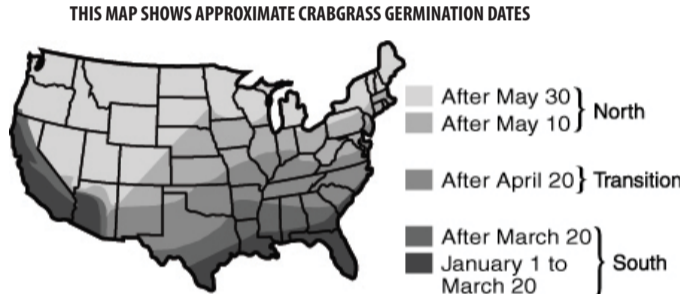 THIS MAP SHOWS APPROXIMATE CRABGRASS GERMINATION DATES
After May 30
After May 10
North
After April 20
Transition
After March 20
January 1 to
March 20
South